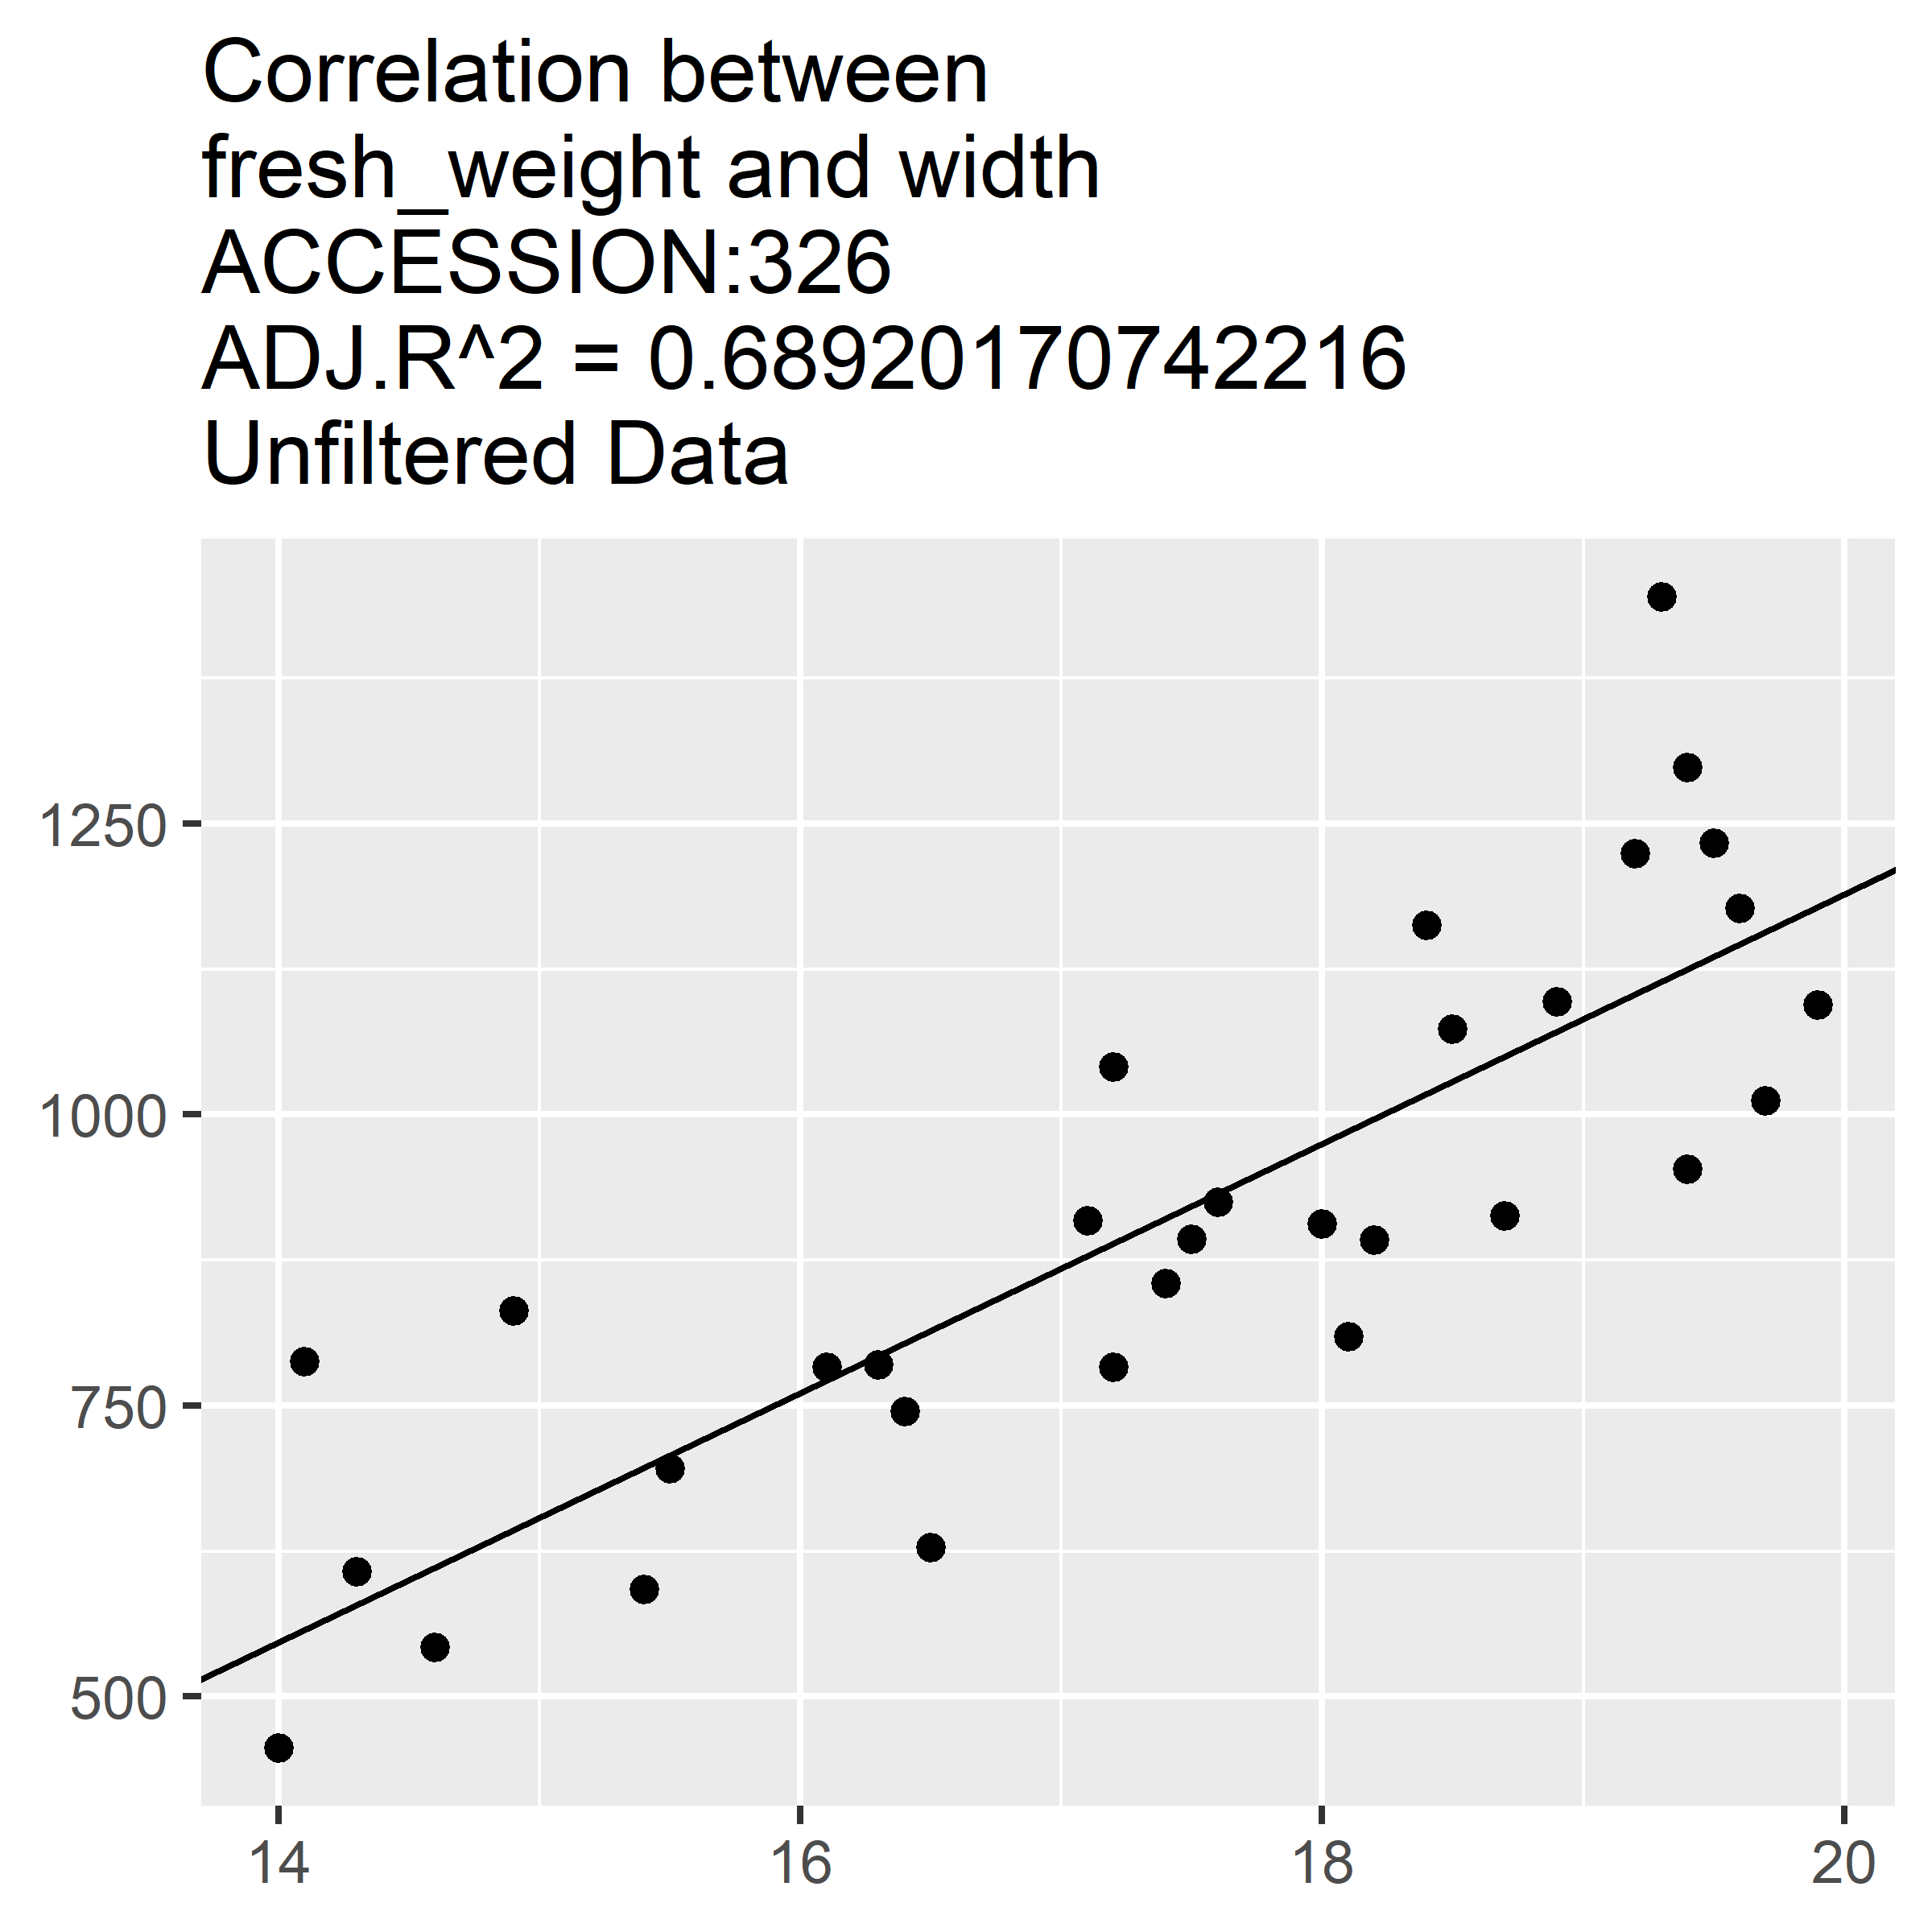 Correlation between
fresh_weight and width
ACCESSION:326
ADJ.R^2 = 0.68920170742216
Unfiltered Data
1250
1000
750
500
14 16 18 20